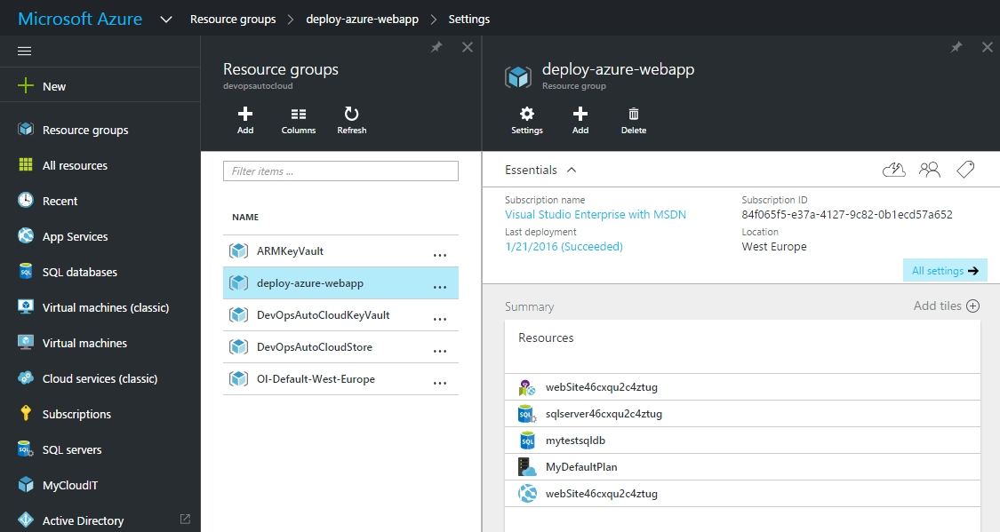 Microsoft Azure Resource groups > deploy-azure-webapp > Settings
New
Resource groups
All resources
Recent
App Services
SQL databases
Virtual machines (classic)
Virtual machines
Cloud services (classic)
Subscriptions
SQL servers
MyCloudIT
Active Directory
Resource groups
devopsautocloud
Add Columns Refresh
Filter items ...
NAME
ARMKeyVault ...
deploy-azure-webapp ...
DevOpsAutoCloudKeyVault ...
DevOpsAutoCloudStore ...
OI-Default-West-Europe ...
deploy-azure-webapp
Resource group
Settings Add Delete
Essentials
Subscription name
Visual Studio Enterprise with MSDN
Last deployment
1/21/2016 (Succeeded)
Subscription ID
84f065f5-e37a-4127-9c82-0b1ecd57a652
Location
West Europe
All settings
Summary Add tiles
Resources
webSite46cxqu2c4ztug
sqlserver46cxqu2c4ztug
mytestsqldb
MyDefaultPlan
webSite46cxqu2c4ztug